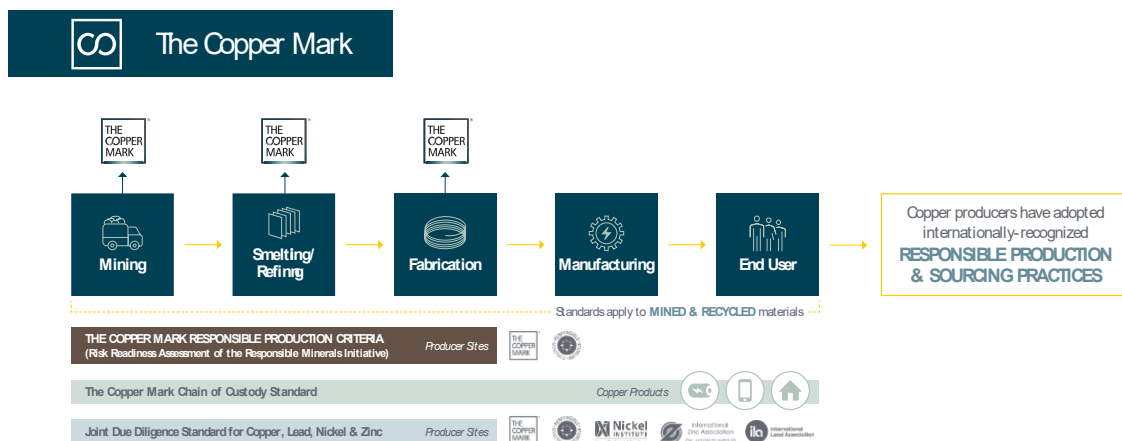 The Copper Mark
THE
COPPER
MARK
THE
COPPER
MARK
THE
COPPER
MARK
Mining
Smelting/
Refining
Fabrication
Manufacturing
End User
Copper producers have adopted
internationally-recognized
RESPONSIBLE PRODUCTION
& SOURCING PRACTICES
Standards apply to MINED & RECYCLED materials
THE COPPER MARK RESPONSIBLE PRODUCTION CRITERIA
(Risk Readiness Assessment of the Responsible Minerals Initiative)
Producer Sites
THE
COPPER
MARK
The Copper Mark Chain of Custody Standard
Copper Products
Joint Due Diligence Standard for Copper, Lead, Nickel & Zinc
Producer Sites
THE
COPPER
MARK
Nickel
INSTITUTE
International
Zinc Association
ila
International
Lead Association